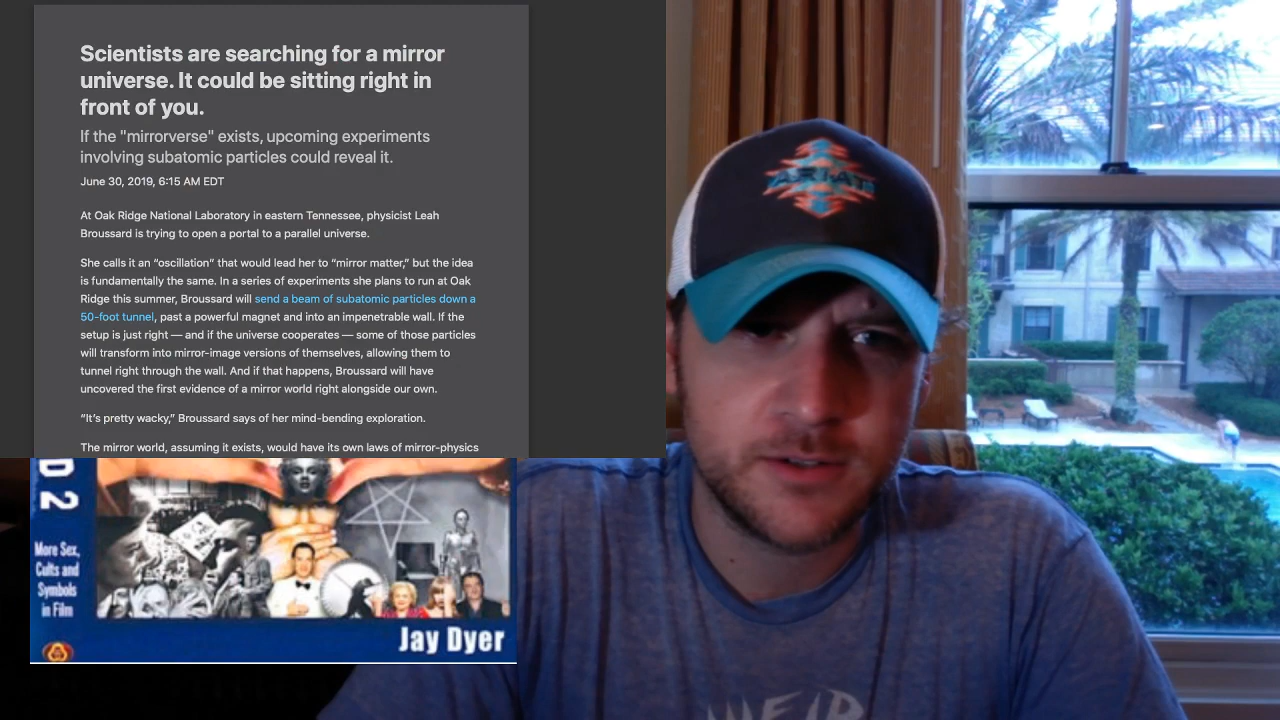 Scientists are searching for a mirror
universe. It could be sitting right in
front of you.
If the "mirrorverse" exists, upcoming experiments
involving subatomic particles could reveal it.
June 30, 2019, 6:15 AM EDT
At Oak Ridge National Laboratory in eastern Tennessee, physicist Leah
Broussard is trying to open a portal to a parallel universe.
She calls it an “oscillation” that would lead her to “mirror matter,” but the idea
is fundamentally the same. In a series of experiments she plans to run at Oak
Ridge this summer, Broussard will send a beam of subatomic particles down a
50-foot tunnel, past a powerful magnet and into an impenetrable wall. If the
setup is just right — and if the universe cooperates — some of those particles
will transform into mirror-image versions of themselves, allowing them to
tunnel right through the wall. And if that happens, Broussard will have
uncovered the first evidence of a mirror world right alongside our own.
“It’s pretty wacky,” Broussard says of her mind-bending exploration.
The mirror world, assuming it exists, would have its own laws of mirror-physics
ARIAT
D 2
More Sex,
Cults and
Symbols
in Film
Jay Dyer
WEIRD